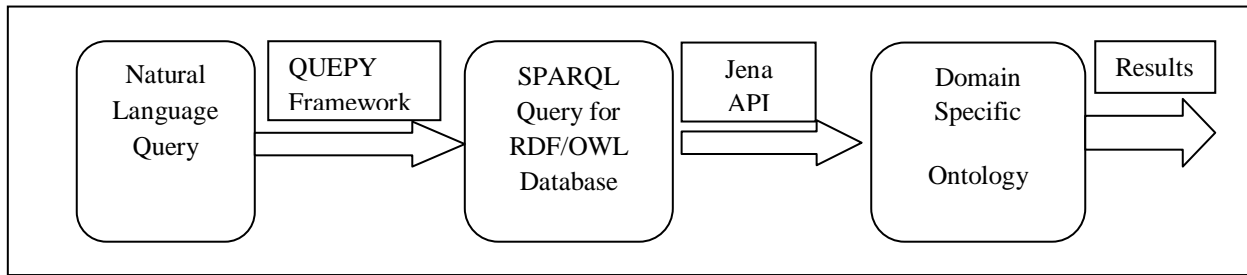 Natural
Language
Query
QUEPY
Framework
SPARQL
Query for
RDF/OWL
Database
Jena
API
Domain
Specific
Ontology
Results